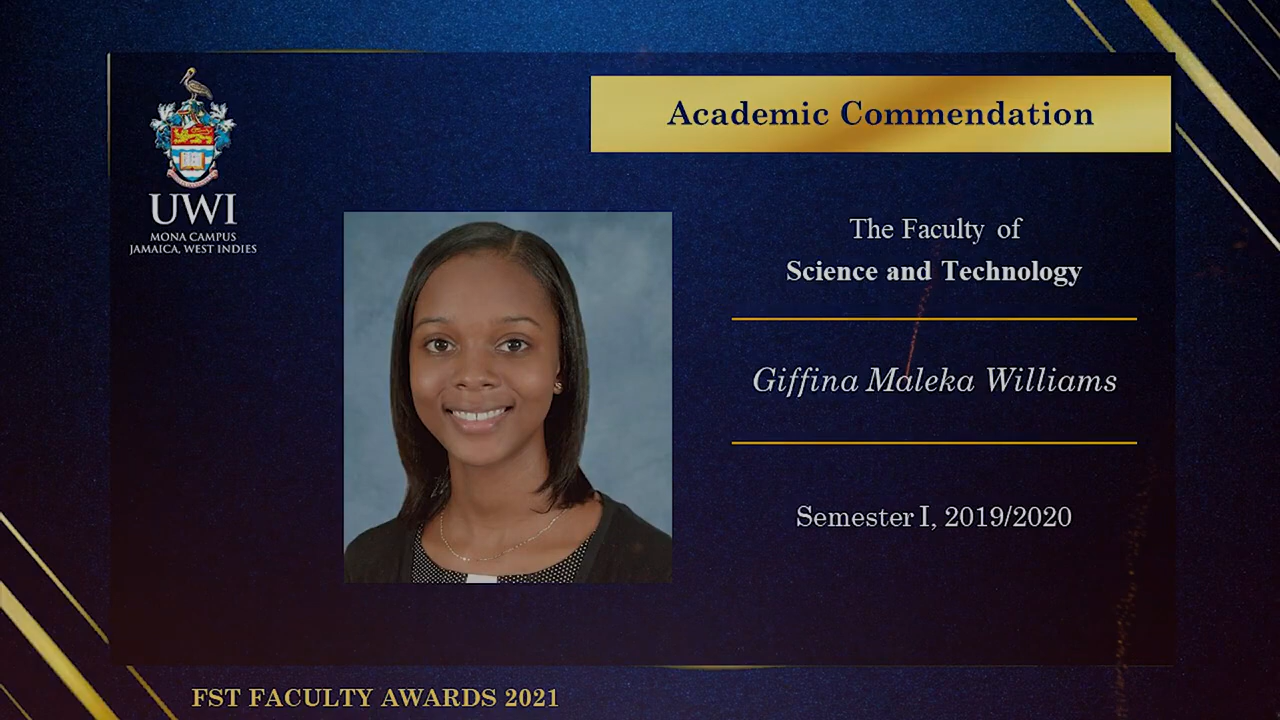 UWI
MONA CAMPUS
JAMAICA, WEST INDIES
Academic Commendation
The Faculty of
Science and Technology
Giffina Maleka Williams
Semester I, 2019/2020
FST FACULTY AWARDS 2021